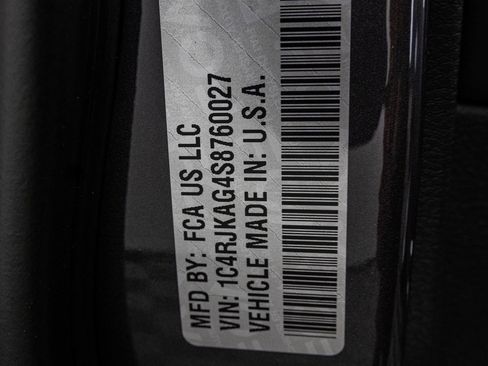 MFD BY: FCA US LLC
VIN: 1C4RJKAG4S8760027
VEHICLE MADE IN: U.S.A.